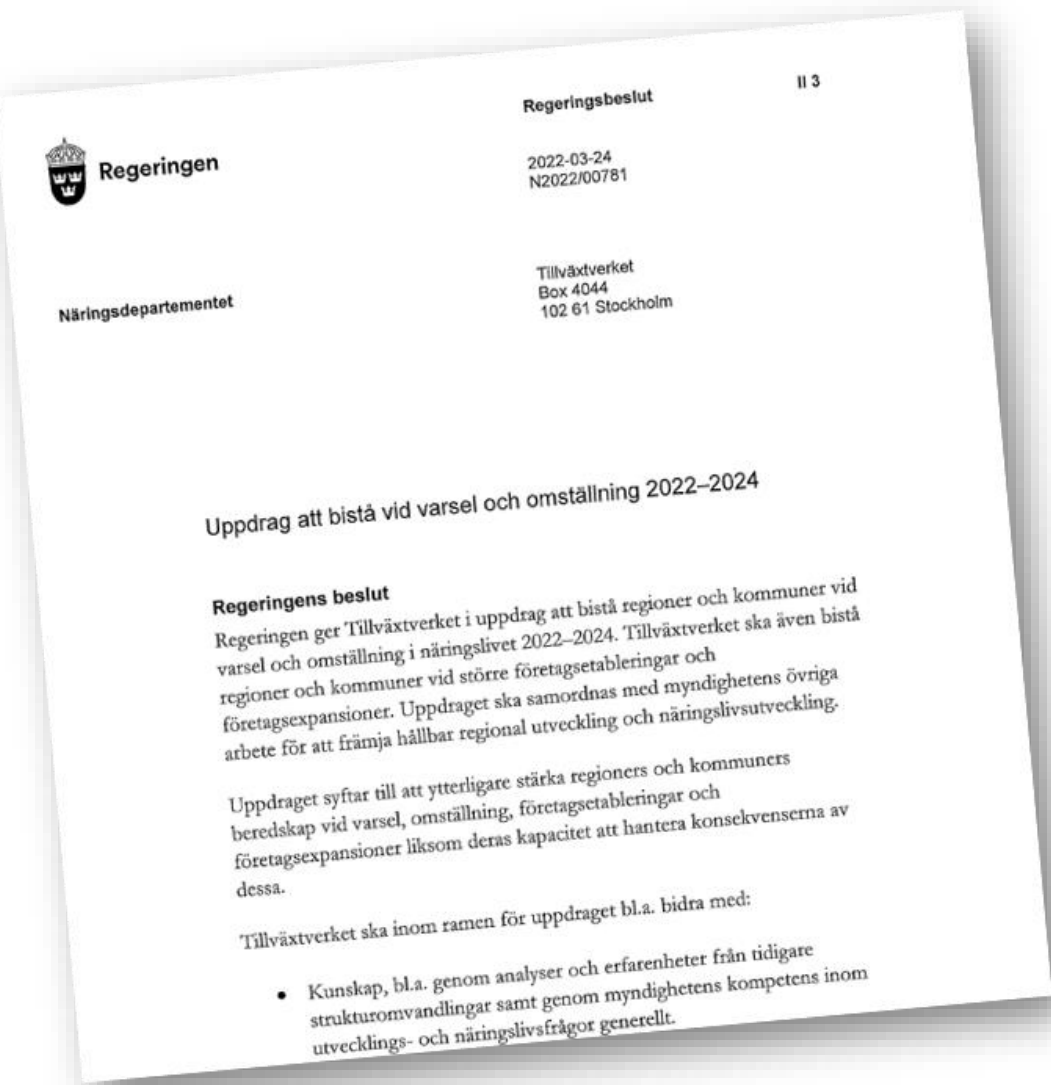 Regeringen
Regeringsbeslut
II 3
2022-03-24
N2022/00781
Näringsdepartementet
Tillväxtverket
Box 4044
102 61 Stockholm
Uppdrag att bistå vid varsel och omställning 2022–2024
Regeringens beslut
Regeringen ger Tillväxtverket i uppdrag att bistå regioner och kommuner vid
varsel och omställning i näringslivet 2022–2024. Tillväxtverket ska även bistå
regioner och kommuner vid större företagsetableringar och
företagsexpansioner. Uppdraget ska samordnas med myndighetens övriga
arbete för att främja hållbar regional utveckling och näringslivsutveckling.
Uppdraget syftar till att ytterligare stärka regioners och kommuners
beredskap vid varsel, omställning, företagsetableringar och
företagsexpansioner liksom deras kapacitet att hantera konsekvenserna av
dessa.
Tillväxtverket ska inom ramen för uppdraget bl.a. bidra med:
• Kunskap, bl.a. genom analyser och erfarenheter från tidigare
strukturomvandlingar samt genom myndighetens kompetens inom
utvecklings- och näringslivsfrågor generellt.